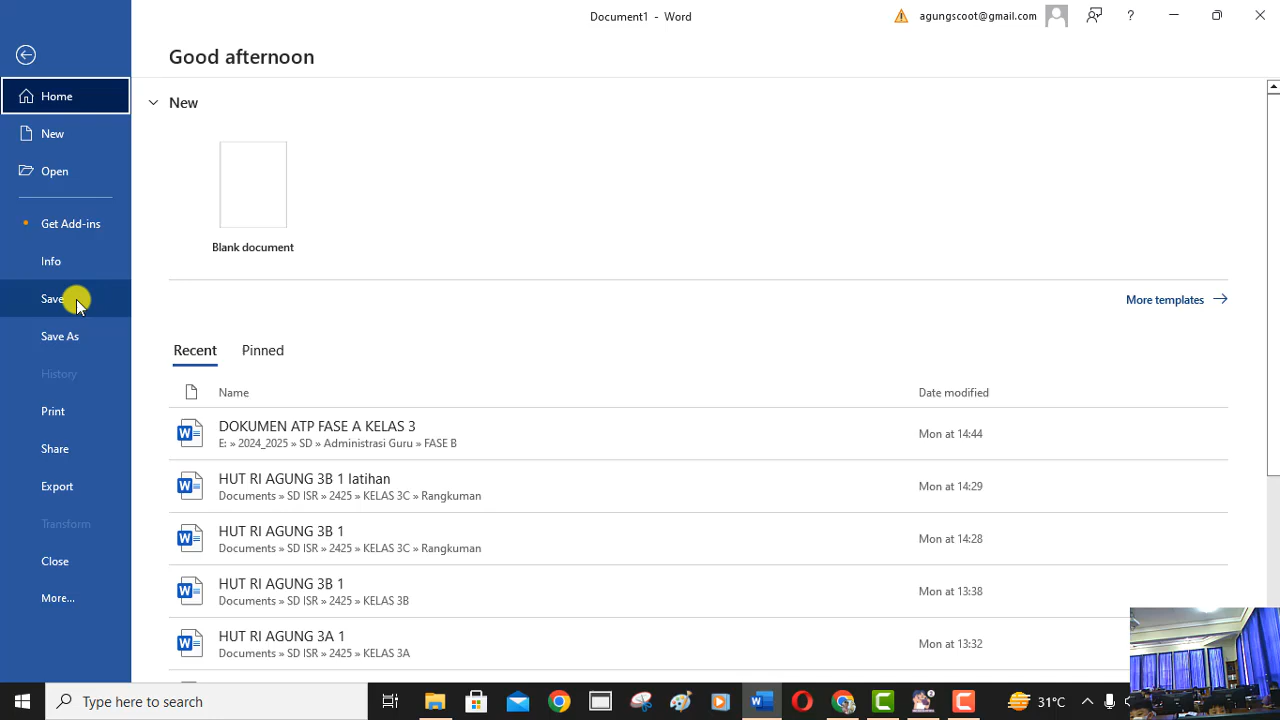 Document1 - Word
agungscoot@gmail.com
?
Good afternoon
Home
New
Open
Get Add-ins
Info
Save
Save As
History
Print
Share
Export
Transform
Close
More...
New
Blank document
More templates
Recent Pinned
Name Date modified
DOKUMEN ATP FASE A KELAS 3
E: » 2024_2025 » SD » Administrasi Guru » FASE B
Mon at 14:44
HUT RI AGUNG 3B 1 latihan
Documents » SD ISR » 2425 » KELAS 3C » Rangkuman
Mon at 14:29
HUT RI AGUNG 3B 1
Documents » SD ISR » 2425 » KELAS 3C » Rangkuman
Mon at 14:28
HUT RI AGUNG 3B 1
Documents » SD ISR » 2425 » KELAS 3B
Mon at 13:38
HUT RI AGUNG 3A 1
Documents » SD ISR » 2425 » KELAS 3A
Mon at 13:32
Type here to search
31°C